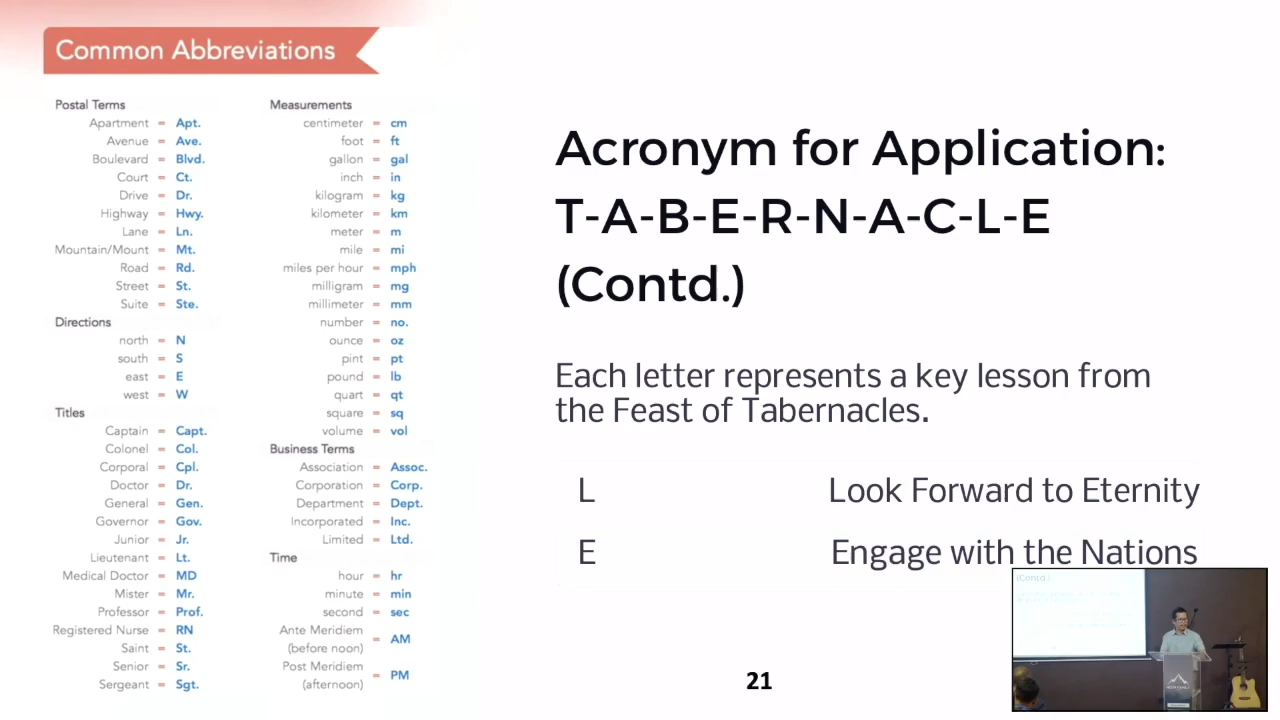 Common Abbreviations
Postal Terms
Apartment = Apt.
Avenue = Ave.
Boulevard = Blvd.
Court = Ct.
Drive = Dr.
Highway = Hwy.
Lane = Ln.
Mountain/Mount = Mt.
Road = Rd.
Street = St.
Suite = Ste.
Directions
north = N
south = S
east = E
west = W
Titles
Captain = Capt.
Colonel = Col.
Corporal = Cpl.
Doctor = Dr.
General = Gen.
Governor = Gov.
Junior = Jr.
Lieutenant = Lt.
Medical Doctor = MD
Mister = Mr.
Professor = Prof.
Registered Nurse = RN
Saint = St.
Senior = Sr.
Sergeant = Sgt.
Measurements
centimeter = cm
foot = ft
gallon = gal
inch = in
kilogram = kg
kilometer = km
meter = m
mile = mi
miles per hour = mph
milligram = mg
millimeter = mm
number = no.
ounce = oz
pint = pt
pound = lb
quart = qt
square = sq
volume = vol
Business Terms
Association = Assoc.
Corporation = Corp.
Department = Dept.
Incorporated = Inc.
Limited = Ltd.
Time
hour = hr
minute = min
second = sec
Ante Meridiem
(before noon) = AM
Post Meridiem
(afternoon) = PM
Acronym for Application:
T-A-B-E-R-N-A-C-L-E
(Contd.)
Each letter represents a key lesson from
the Feast of Tabernacles.
L Look Forward to Eternity
E Engage with the Nations
21
(Contd.)